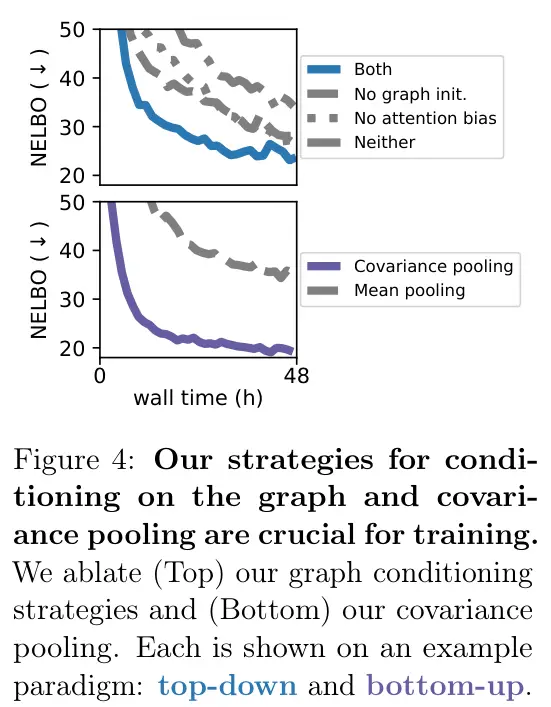 50
40
30
20
NELBO (↓)
Both
No graph init.
No attention bias
Neither
50
40
30
20
NELBO (↓)
Covariance pooling
Mean pooling
0
48
wall time (h)
Figure 4: Our strategies for condi-
tioning on the graph and covari-
ance pooling are crucial for training.
We ablate (Top) our graph conditioning
strategies and (Bottom) our covariance
pooling. Each is shown on an example
paradigm: top-down and bottom-up.